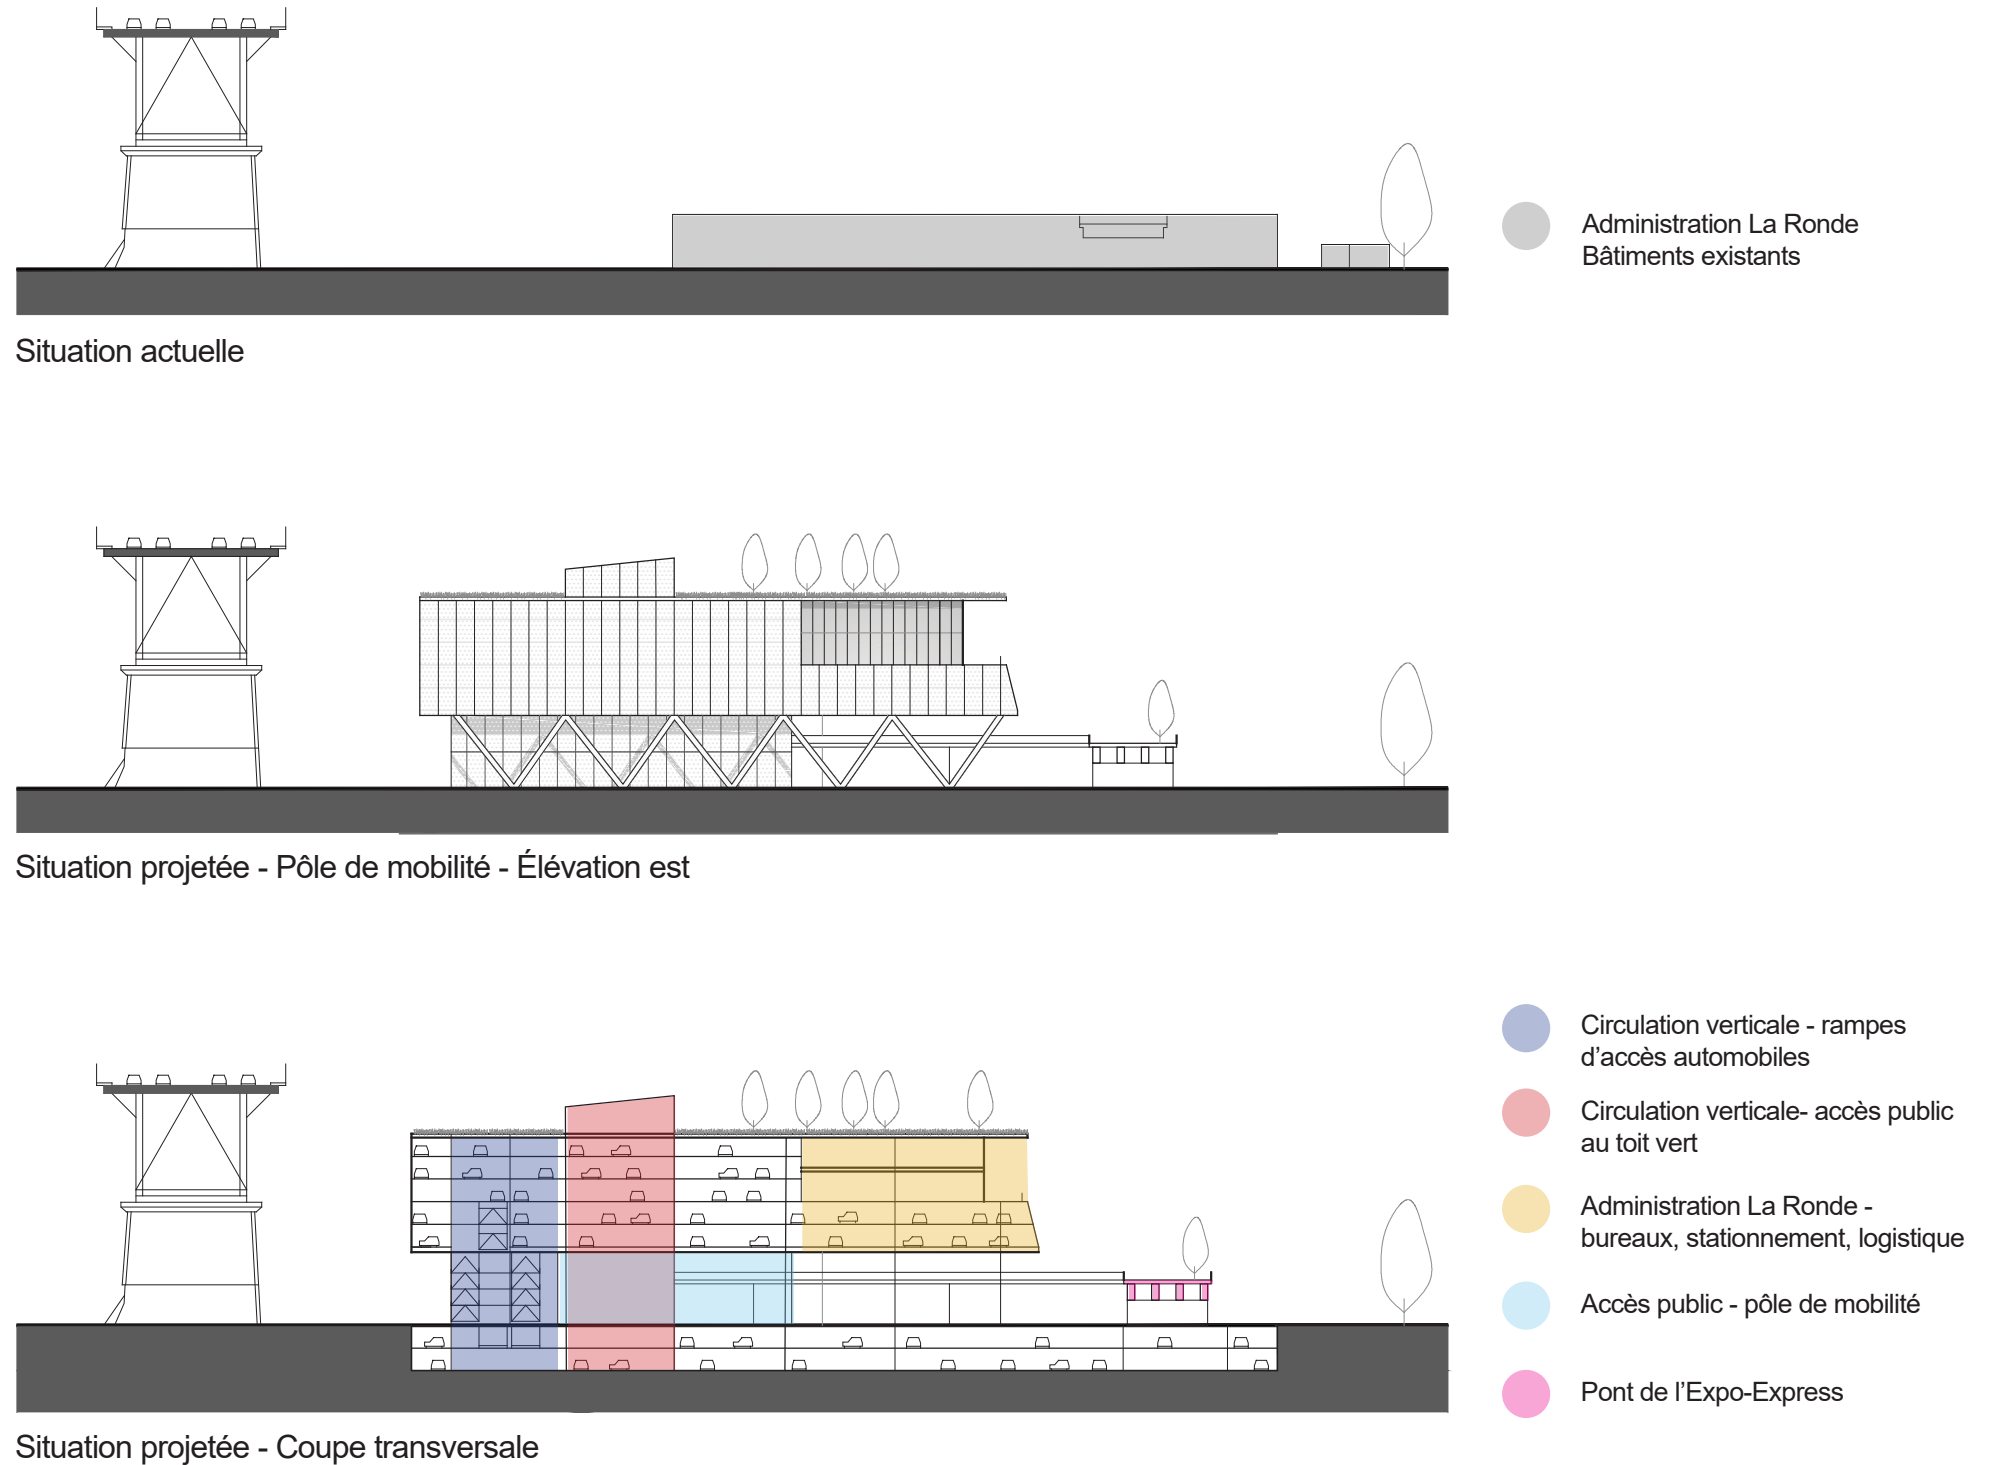 Administration La Ronde
Bâtiments existants
Situation actuelle
Situation projetée - Pôle de mobilité - Élévation est
Circulation verticale - rampes
d’accès automobiles
Circulation verticale- accès public
au toit vert
Administration La Ronde -
bureaux, stationnement, logistique
Accès public - pôle de mobilité
Pont de l’Expo-Express
Situation projetée - Coupe transversale